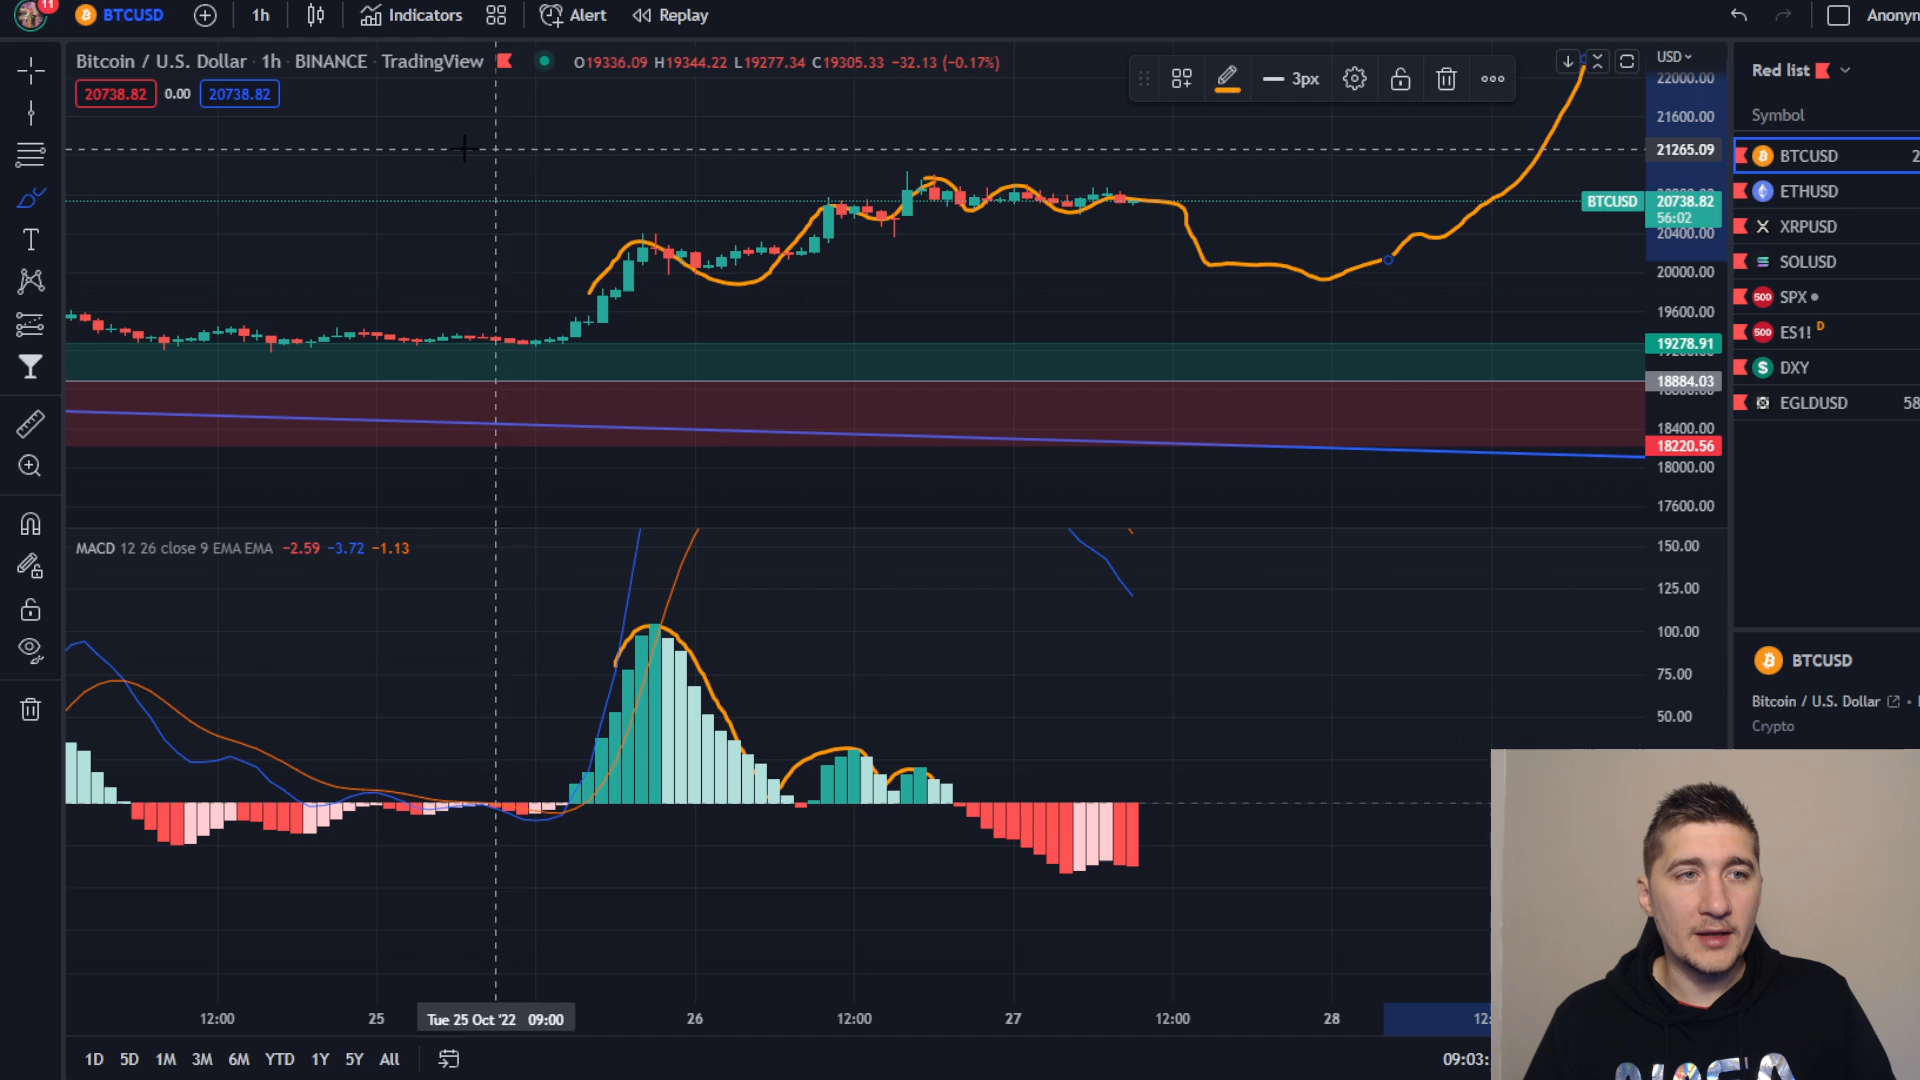 11 BTCUSD 1h Indicators Alert Replay Anonym
Bitcoin / U.S. Dollar · 1h · BINANCE · TradingView O19336.09 H19344.22 L19277.34 C19305.33 −32.13 (−0.17%)
20738.82 0.00 20738.82
3px
USD
22000.00
21600.00
21265.09
BTCUSD 20738.82
56:02
20400.00
20000.00
19600.00
19278.91
18884.03
18400.00
18220.56
18000.00
17600.00
MACD 12 26 close 9 EMA EMA −2.59 −3.72 −1.13
150.00
125.00
100.00
75.00
50.00
12:00 25 Tue 25 Oct '22 09:00 26 12:00 27 12:00 28 12:
1D 5D 1M 3M 6M YTD 1Y 5Y All
09:03:
Red list
Symbol
BTCUSD 2
ETHUSD
XRPUSD
SOLUSD
500 SPX
500 ES1! D
DXY
EGLDUSD 58
BTCUSD
Bitcoin / U.S. Dollar
Crypto